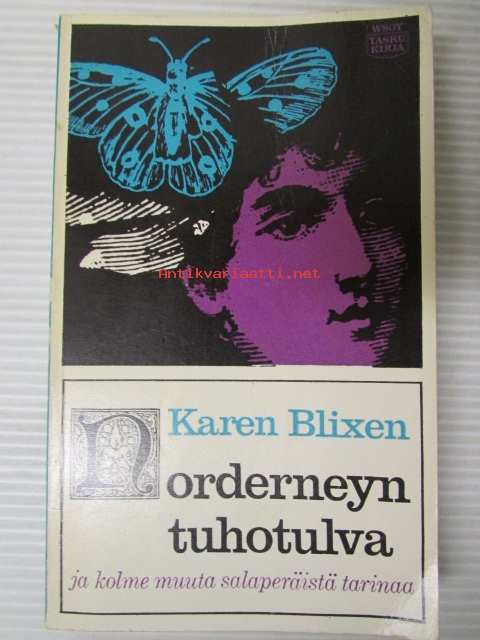 WSOY
TASKU
KIRJA
Antikvariaatti.net
Karen Blixen
Norderneyn
tuhotulva
ja kolme muuta salaperäistä tarinaa